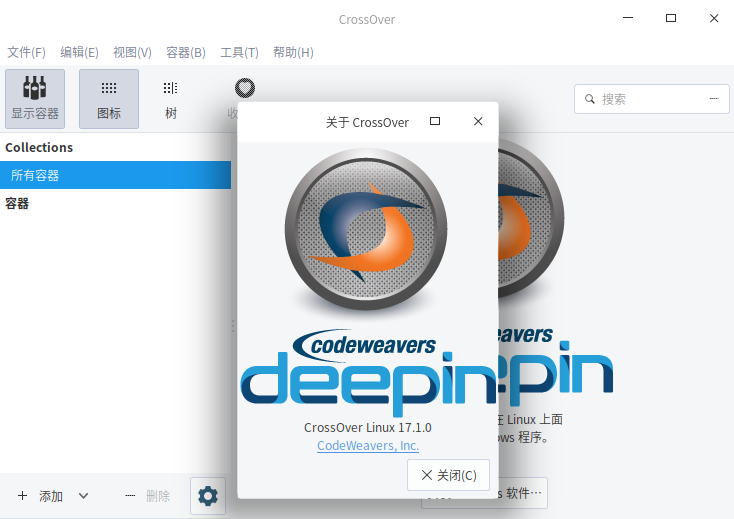 CrossOver
文件(F) 编辑(E) 视图(V) 容器(B) 工具(T) 帮助(H)
显示容器 图标 树 收
搜索
关于 CrossOver
Collections
所有容器
容器
codeweavers
deepin
CrossOver Linux 17.1.0
CodeWeavers, Inc.
关闭(C)
eavers
pin
在 Linux 上面
ows 程序。
s 软件…
添加 删除